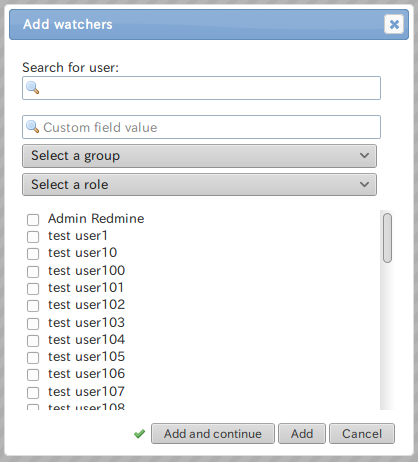 Add watchers
Search for user:
Custom field value
Select a group
Select a role
Admin Redmine
test user1
test user10
test user100
test user101
test user102
test user103
test user104
test user105
test user106
test user107
test user108
Add and continue
Add
Cancel